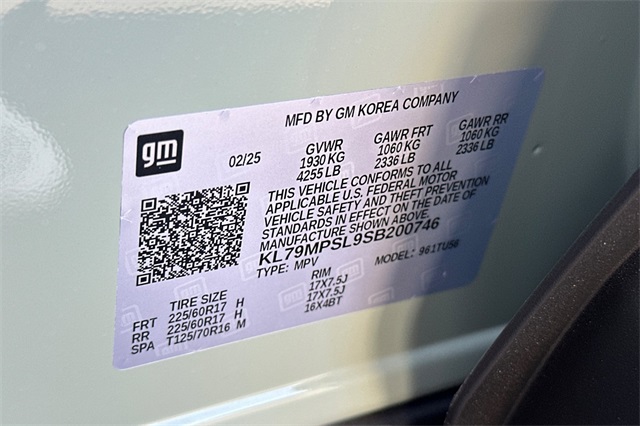 MFD BY GM KOREA COMPANY
gm
02/25
GVWR GAWR FRT GAWR RR
1930 KG 1060 KG 1060 KG
4255 LB 2336 LB 2336 LB
THIS VEHICLE CONFORMS TO ALL
APPLICABLE U.S. FEDERAL MOTOR
VEHICLE SAFETY AND THEFT PREVENTION
STANDARDS IN EFFECT ON THE DATE OF
MANUFACTURE SHOWN ABOVE.
KL79MPSL9SB200746
TYPE: MPV MODEL: 961TU56
TIRE SIZE RIM
FRT 225/60R17 H 17X7.5J
RR 225/60R17 H 17X7.5J
SPA T125/70R16 M 16X4BT